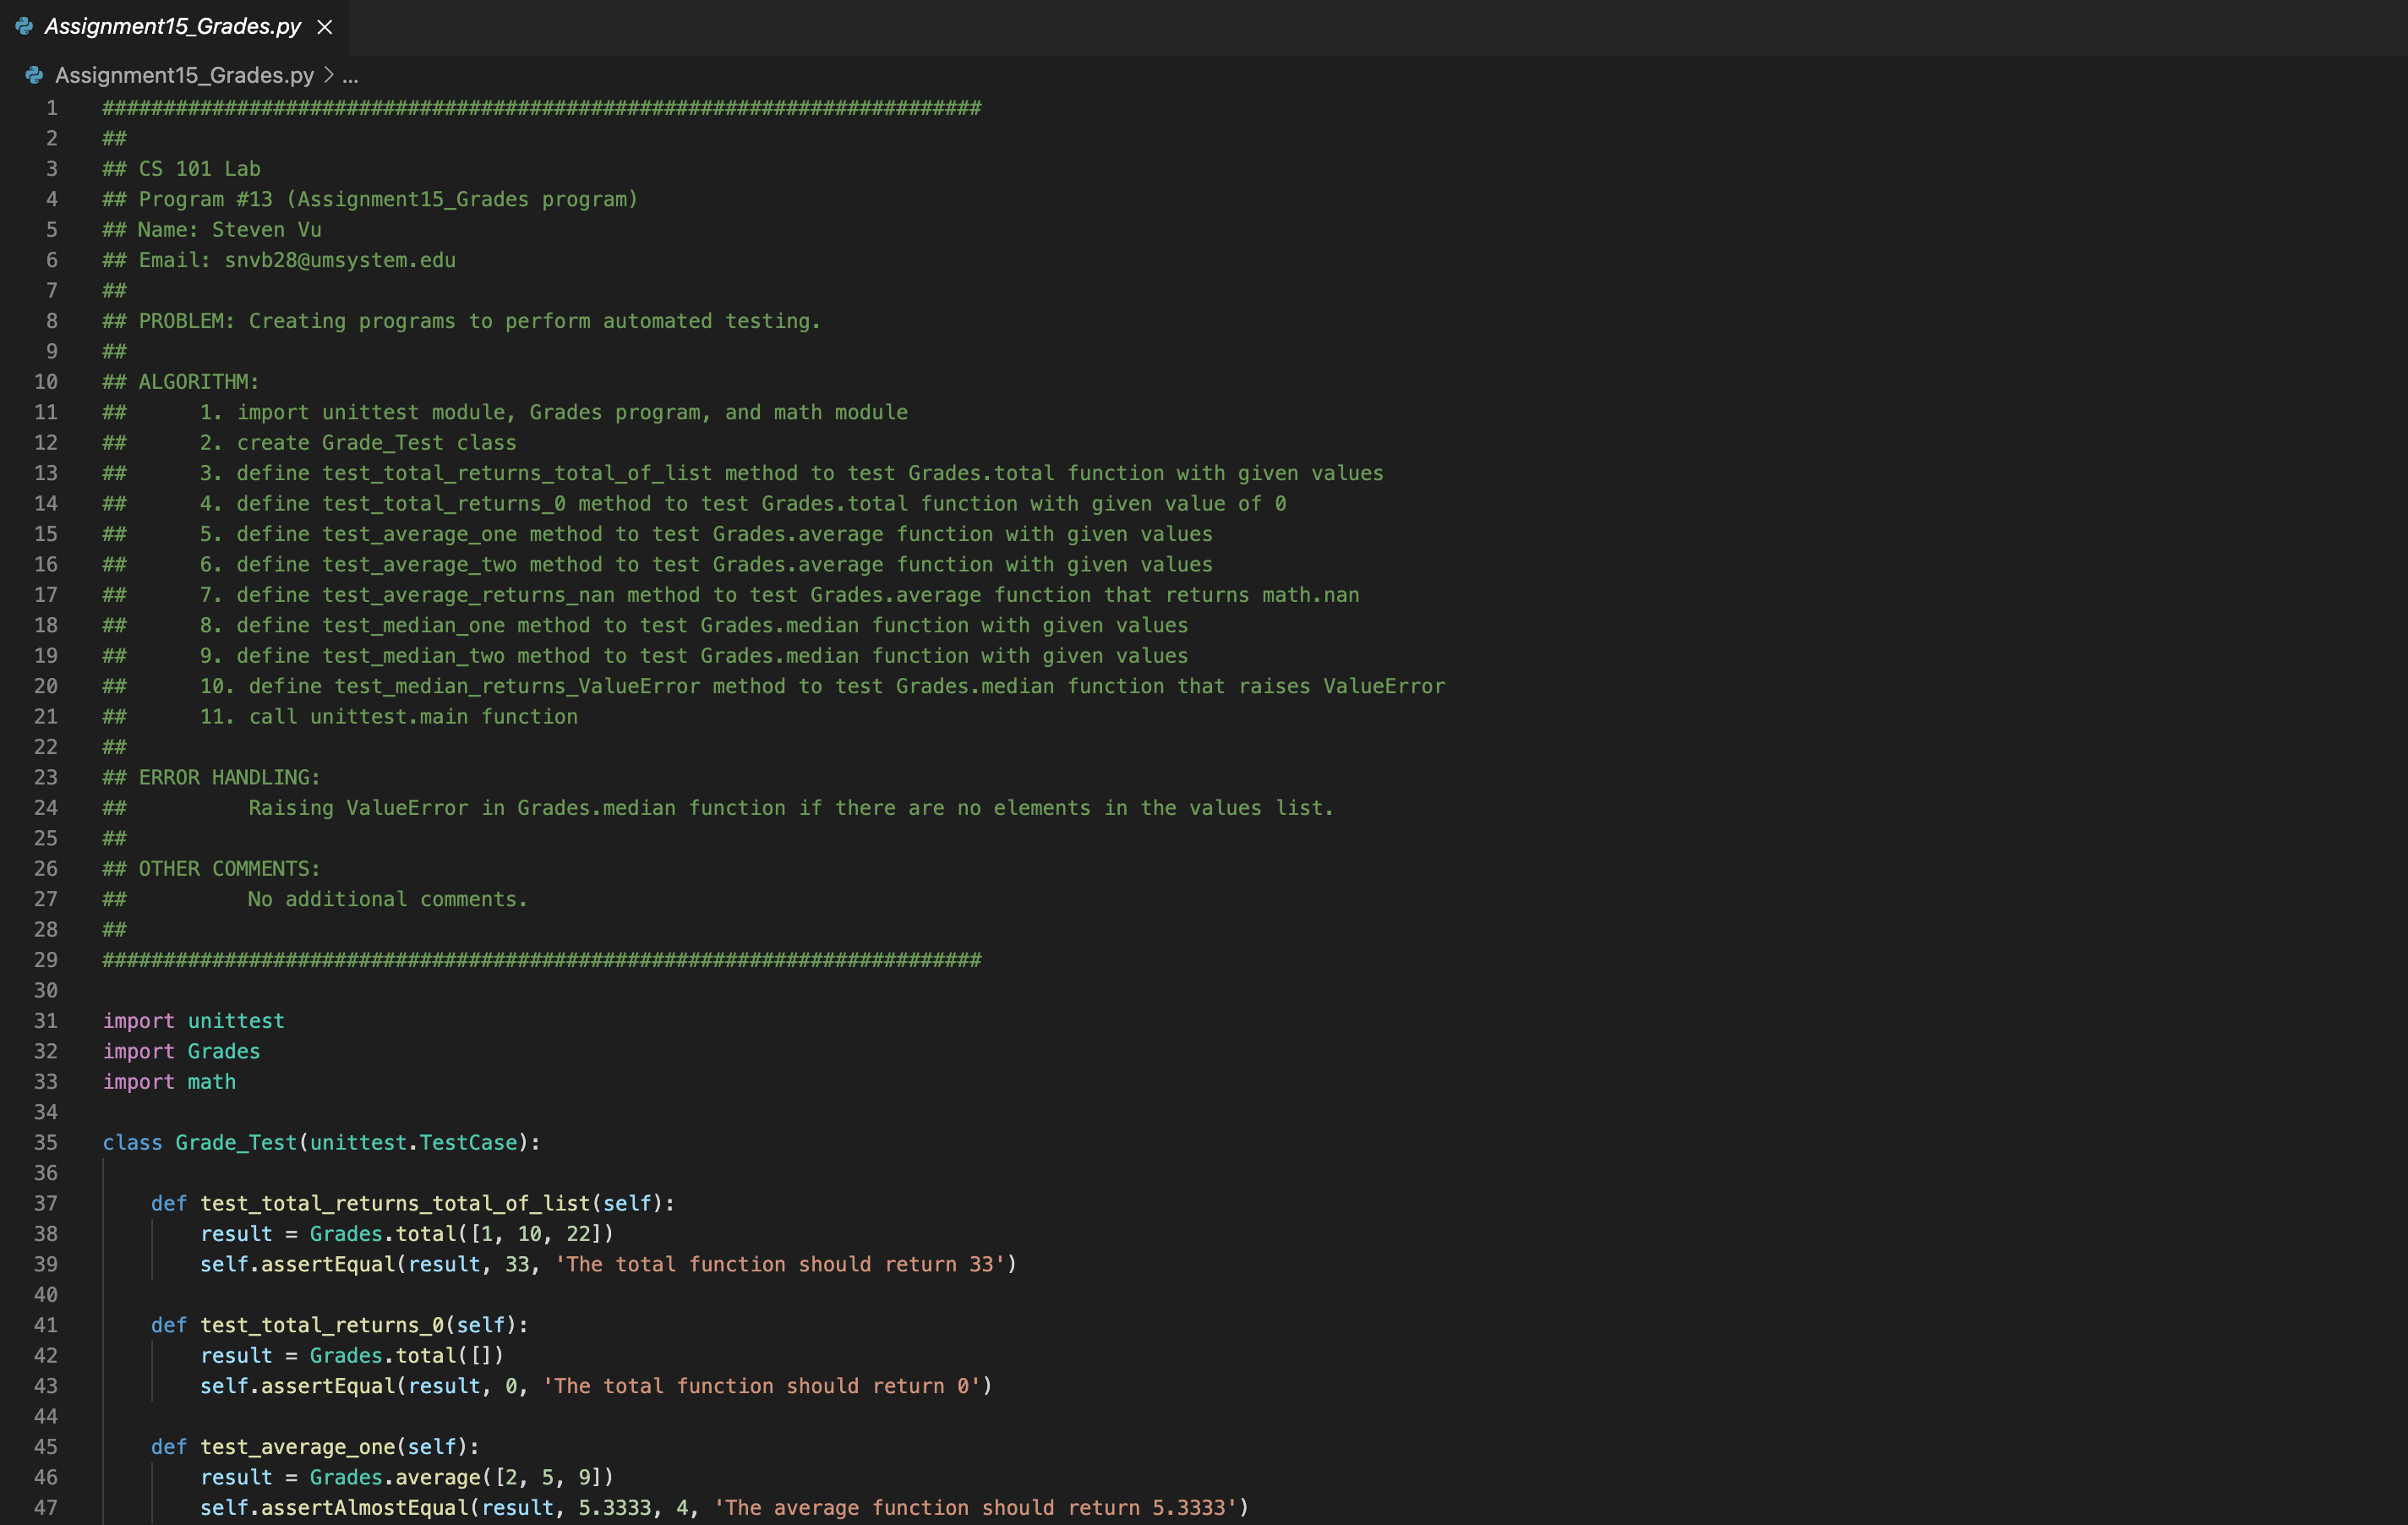 Assignment15_Grades.py ×
Assignment15_Grades.py > ...
1 ########################################################################
2 ##
3 ## CS 101 Lab
4 ## Program #13 (Assignment15_Grades program)
5 ## Name: Steven Vu
6 ## Email: snvb28@umsystem.edu
7 ##
8 ## PROBLEM: Creating programs to perform automated testing.
9 ##
10 ## ALGORITHM:
11 ##      1. import unittest module, Grades program, and math module
12 ##      2. create Grade_Test class
13 ##      3. define test_total_returns_total_of_list method to test Grades.total function with given values
14 ##      4. define test_total_returns_0 method to test Grades.total function with given value of 0
15 ##      5. define test_average_one method to test Grades.average function with given values
16 ##      6. define test_average_two method to test Grades.average function with given values
17 ##      7. define test_average_returns_nan method to test Grades.average function that returns math.nan
18 ##      8. define test_median_one method to test Grades.median function with given values
19 ##      9. define test_median_two method to test Grades.median function with given values
20 ##      10. define test_median_returns_ValueError method to test Grades.median function that raises ValueError
21 ##      11. call unittest.main function
22 ##
23 ## ERROR HANDLING:
24 ##          Raising ValueError in Grades.median function if there are no elements in the values list.
25 ##
26 ## OTHER COMMENTS:
27 ##          No additional comments.
28 ##
29 ########################################################################
30
31 import unittest
32 import Grades
33 import math
34
35 class Grade_Test(unittest.TestCase):
36
37     def test_total_returns_total_of_list(self):
38         result = Grades.total([1, 10, 22])
39         self.assertEqual(result, 33, 'The total function should return 33')
40
41     def test_total_returns_0(self):
42         result = Grades.total([])
43         self.assertEqual(result, 0, 'The total function should return 0')
44
45     def test_average_one(self):
46         result = Grades.average([2, 5, 9])
47         self.assertAlmostEqual(result, 5.3333, 4, 'The average function should return 5.3333')